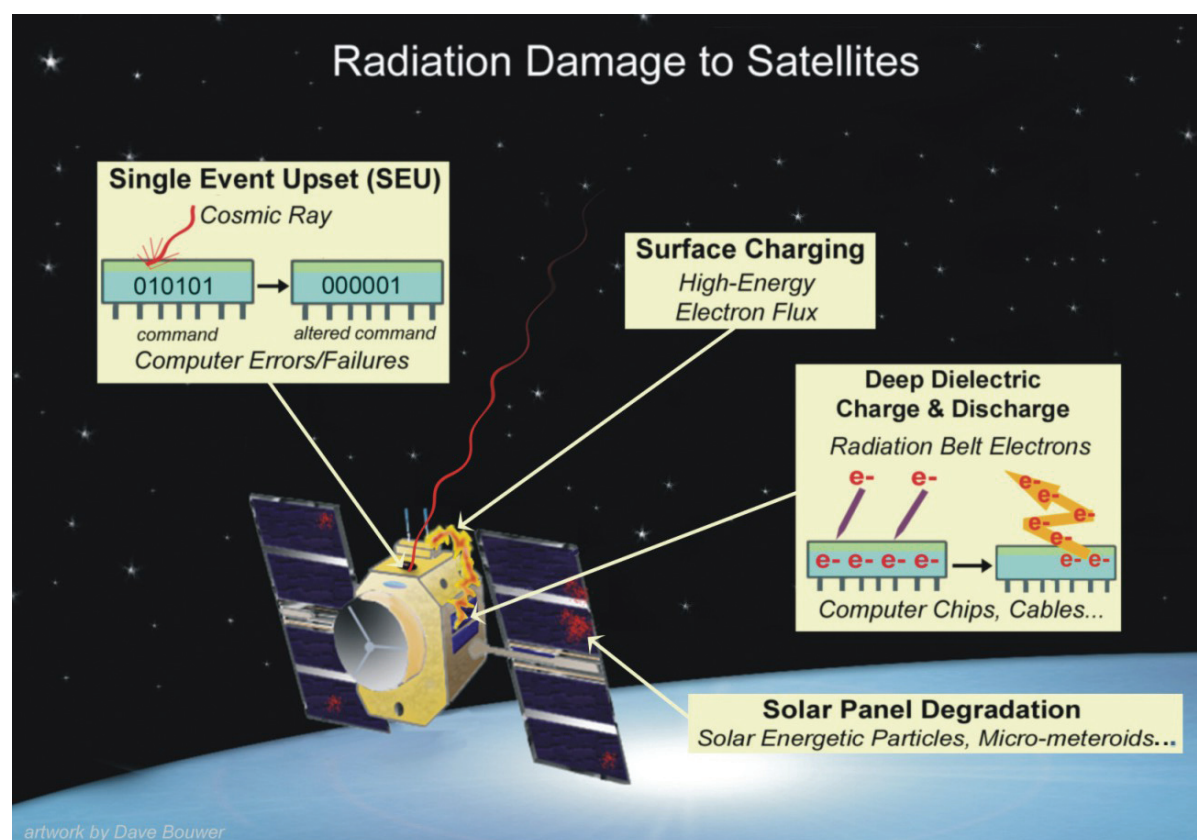 Radiation Damage to Satellites
Single Event Upset (SEU)
Cosmic Ray
010101
000001
command
altered command
Computer Errors/Failures
Surface Charging
High-Energy
Electron Flux
Deep Dielectric
Charge & Discharge
Radiation Belt Electrons
e- e-
e- e- e- e-
e-
e-
e-
e-
e-
e- e-
Computer Chips, Cables...
Solar Panel Degradation
Solar Energetic Particles, Micro-meteroids...
artwork by Dave Bouwer